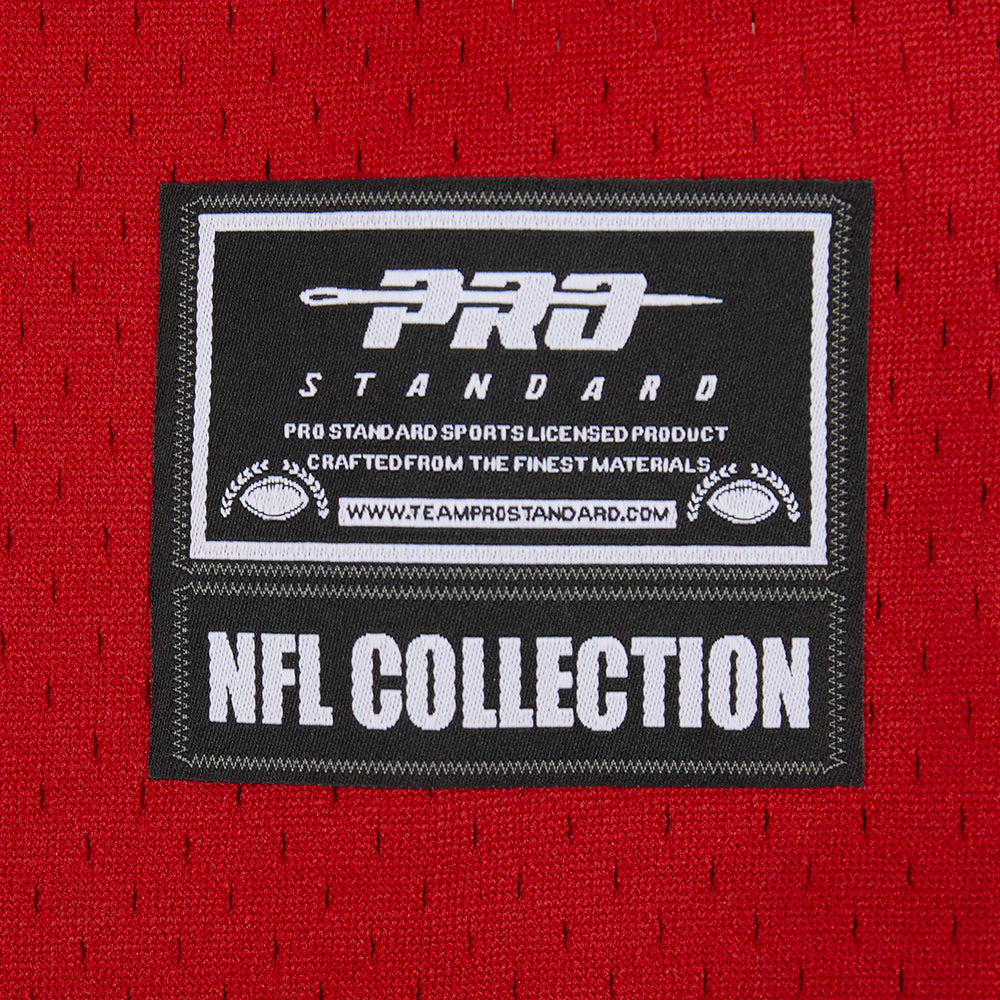 PRO
STANDARD
PRO STANDARD SPORTS LICENSED PRODUCT
CRAFTED FROM THE FINEST MATERIALS
WWW.TEAMPROSTANDARD.COM
NFL COLLECTION